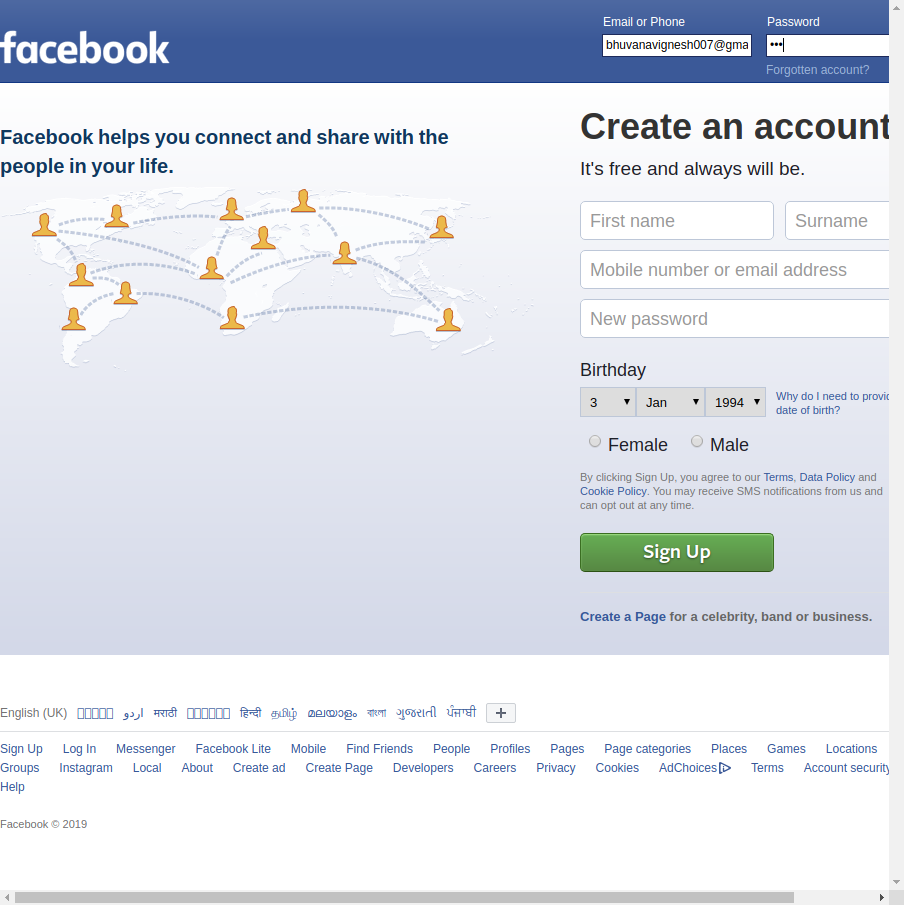 Email or Phone
Password
facebook
bhuvanavignesh007@gma
•••
Forgotten account?
Facebook helps you connect and share with the
people in your life.
Create an account
It's free and always will be.
First name
Surname
Mobile number or email address
New password
Birthday
3
Jan
1994
Why do I need to provid
date of birth?
Female
Male
By clicking Sign Up, you agree to our Terms, Data Policy and
Cookie Policy. You may receive SMS notifications from us and
can opt out at any time.
Sign Up
Create a Page for a celebrity, band or business.
English (UK) اردو मराठी हिन्दी தமிழ் മലയാളം বাংলা ગુજરાતી ਪੰਜਾਬੀ +
Sign Up Log In Messenger Facebook Lite Mobile Find Friends People Profiles Pages Page categories Places Games Locations
Groups Instagram Local About Create ad Create Page Developers Careers Privacy Cookies AdChoices Terms Account security
Help
Facebook © 2019